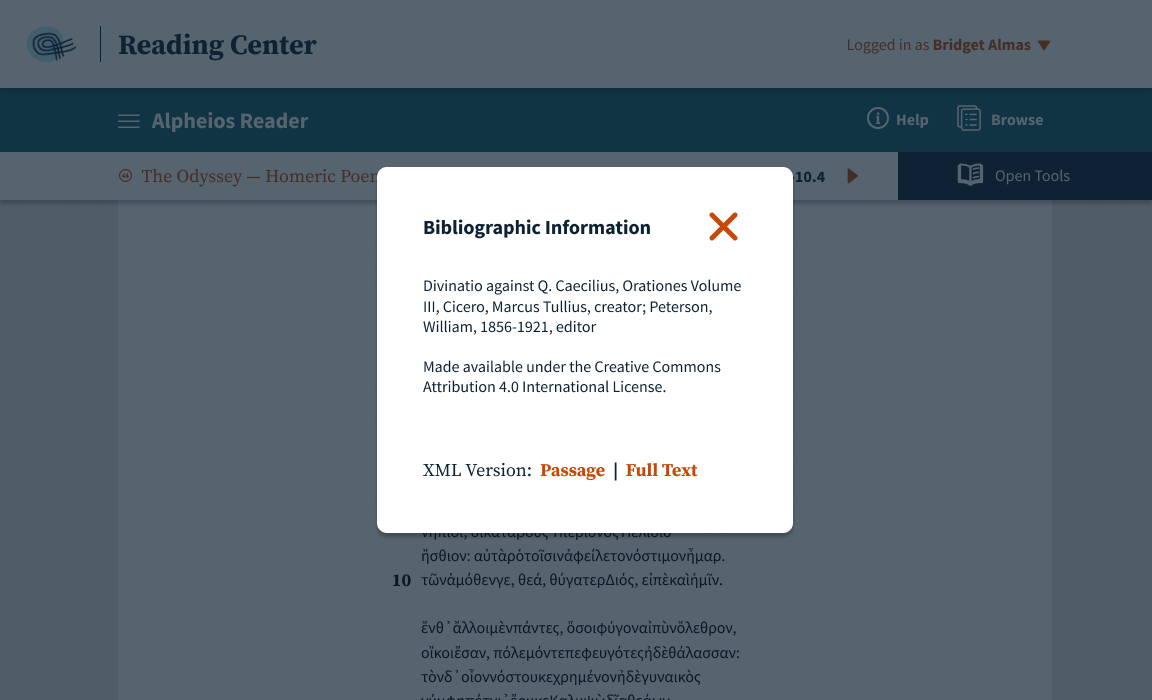 Reading Center
Logged in as Bridget Almas
Alpheios Reader
Help
Browse
The Odyssey — Homeric Poer
10.4
Open Tools
Bibliographic Information
Divinatio against Q. Caecilius, Orationes Volume
III, Cicero, Marcus Tullius, creator; Peterson,
William, 1856-1921, editor
Made available under the Creative Commons
Attribution 4.0 International License.
XML Version: Passage | Full Text
ἤσθιον: αὐτὰρὁτοῖσινἀφείλετονόστιμονἦμαρ.
10 τῶνἁμόθενγε, θεά, θύγατερΔιός, εἰπὲκαὶἡμῖν.
ἔνθ᾽ἄλλοιμὲνπάντες, ὅσοιφύγοναἰπὺνὄλεθρον,
οἴκοιἔσαν, πόλεμόντεπεφευγότεςἠδὲθάλασσαν:
τὸνδ᾽οἶοννόστουκεχρημένονἠδὲγυναικὸς